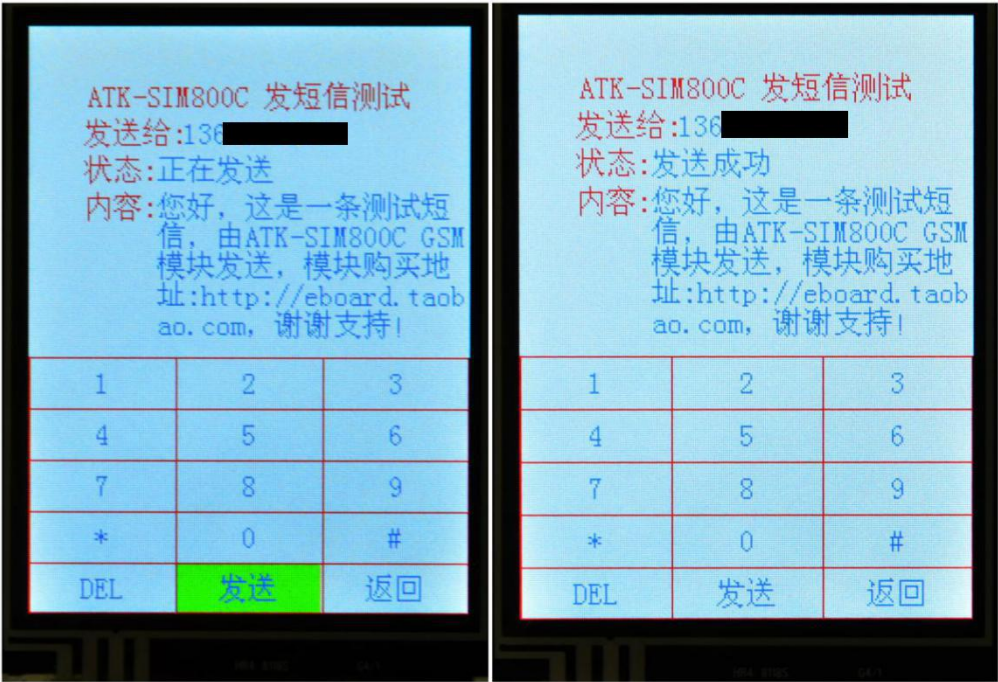 ATK-SIM800C 发短信测试
发送给:136
状态:正在发送
内容:您好，这是一条测试短
信，由ATK-SIM800C GSM
模块发送，模块购买地
址:http://eboard.taob
ao.com，谢谢支持!
1 2 3
4 5 6
7 8 9
* 0 #
DEL 发送 返回
ATK-SIM800C 发短信测试
发送给:136
状态:发送成功
内容:您好，这是一条测试短
信，由ATK-SIM800C GSM
模块发送，模块购买地
址:http://eboard.taob
ao.com，谢谢支持!
1 2 3
4 5 6
7 8 9
* 0 #
DEL 发送 返回